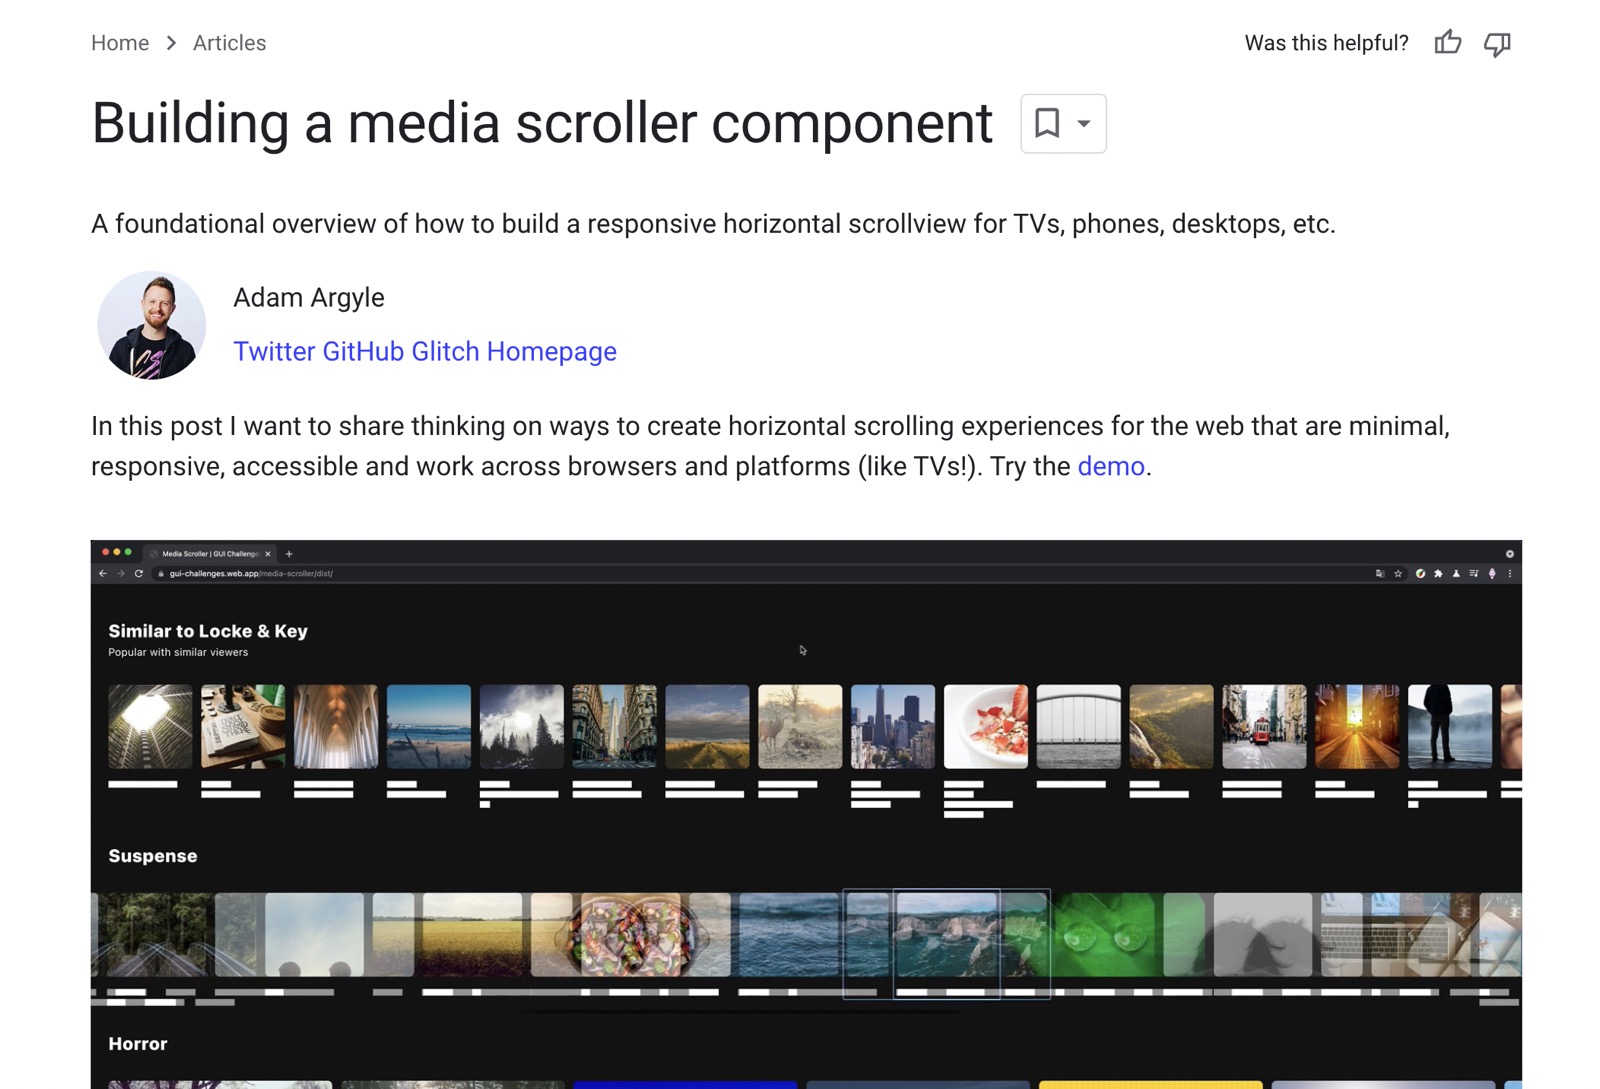 Home > Articles
Was this helpful?
Building a media scroller component
A foundational overview of how to build a responsive horizontal scrollview for TVs, phones, desktops, etc.
Adam Argyle
Twitter GitHub Glitch Homepage
In this post I want to share thinking on ways to create horizontal scrolling experiences for the web that are minimal,
responsive, accessible and work across browsers and platforms (like TVs!). Try the demo.
Media Scroller | GUI Challenge
gui-challenges.web.app/media-scroller/dist/
Similar to Locke & Key
Popular with similar viewers
Suspense
Horror